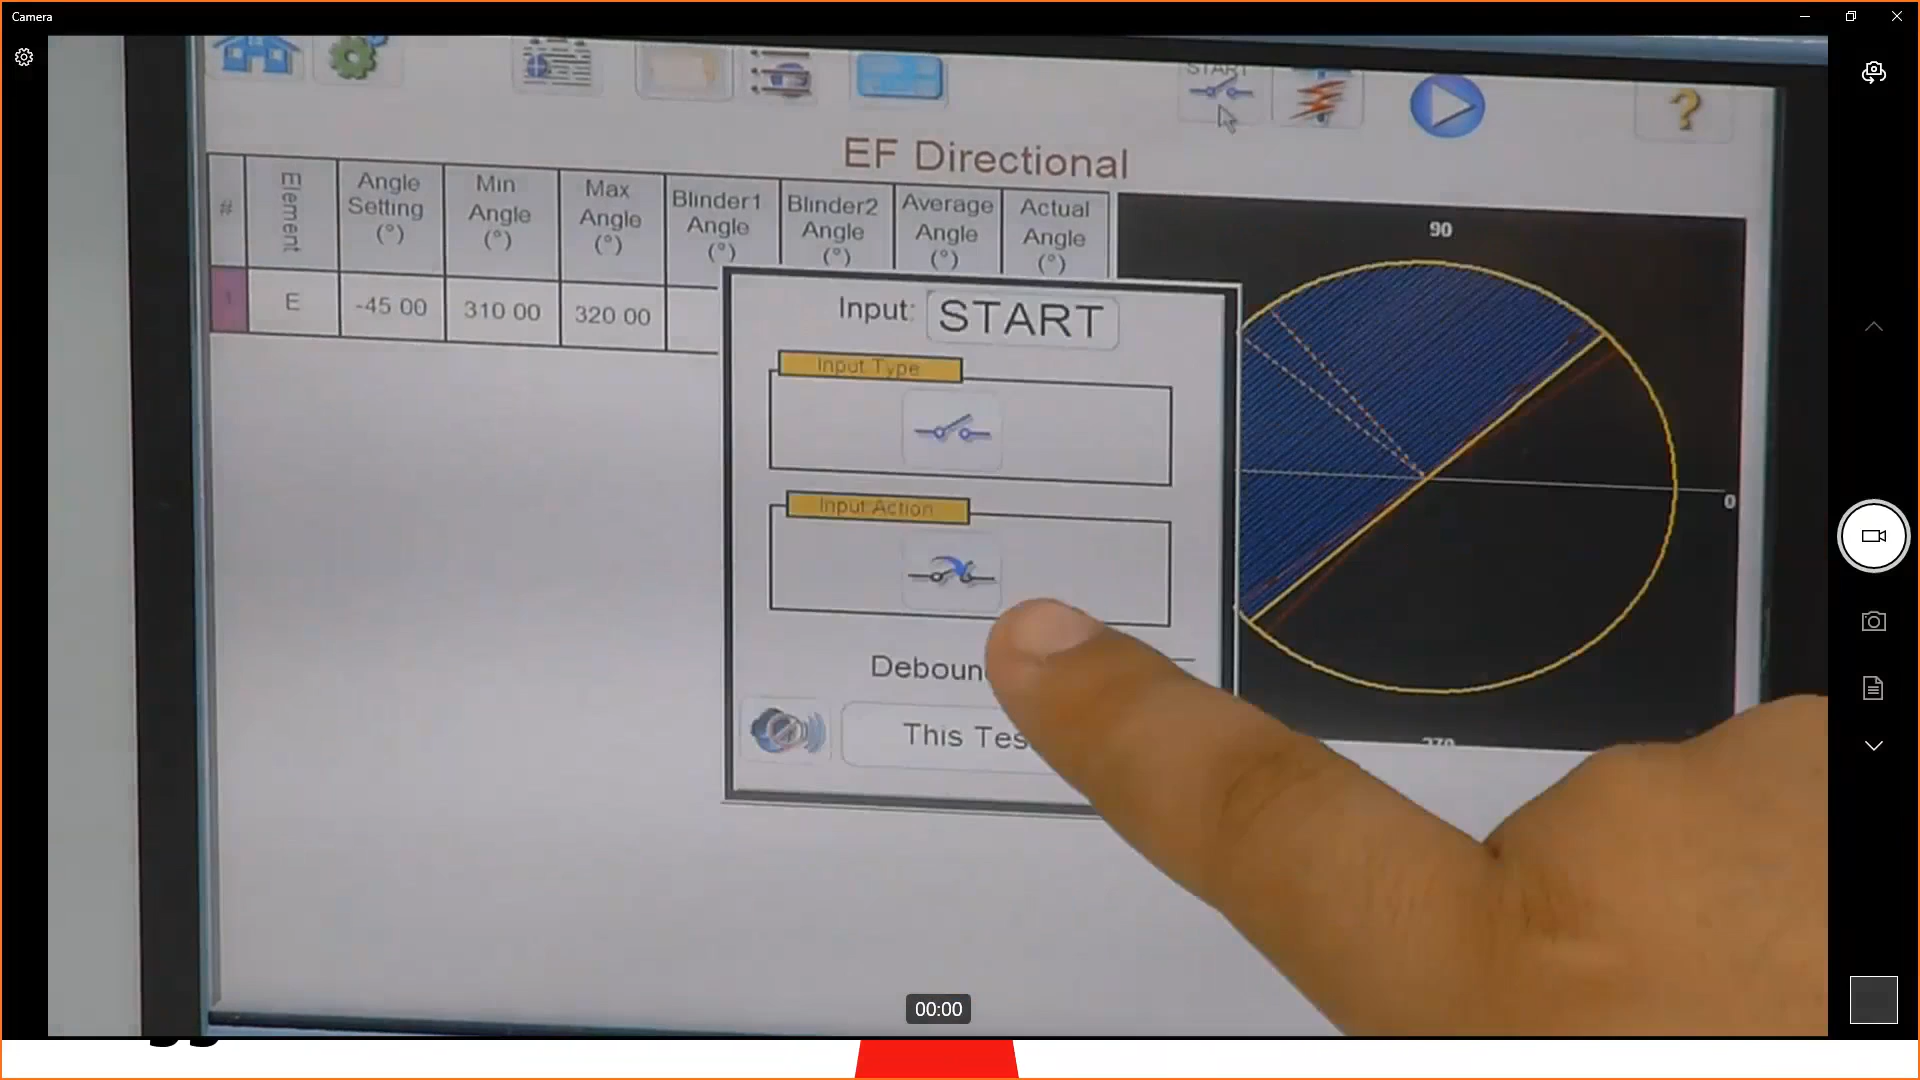 Camera
START
EF Directional
#
Element
Angle Setting (°)
Min Angle (°)
Max Angle (°)
Blinder1 Angle (°)
Blinder2 Angle (°)
Average Angle (°)
Actual Angle (°)
1
E
-45 00
310 00
320 00
90
0
270
Input: START
Input Type
Input Action
Deboun
This Tes
?
00:00